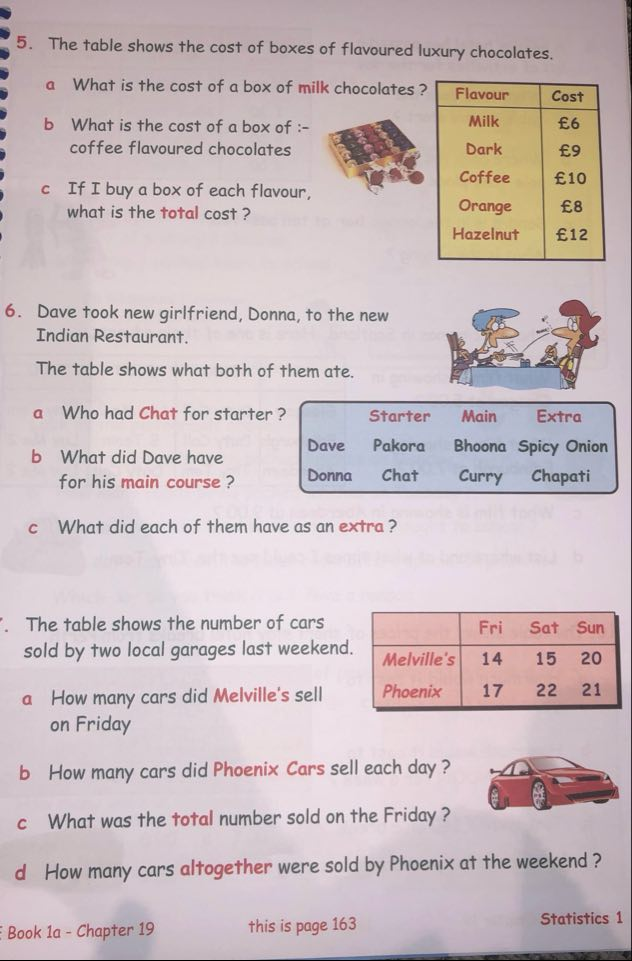 5. The table shows the cost of boxes of flavoured luxury chocolates.
a What is the cost of a box of milk chocolates ?
b What is the cost of a box of :-
coffee flavoured chocolates
c If I buy a box of each flavour,
what is the total cost ?
Flavour Cost
Milk £6
Dark £9
Coffee £10
Orange £8
Hazelnut £12
6. Dave took new girlfriend, Donna, to the new
Indian Restaurant.
The table shows what both of them ate.
a Who had Chat for starter ?
b What did Dave have
for his main course ?
c What did each of them have as an extra ?
Starter Main Extra
Dave Pakora Bhoona Spicy Onion
Donna Chat Curry Chapati
. The table shows the number of cars
sold by two local garages last weekend.
a How many cars did Melville's sell
on Friday
b How many cars did Phoenix Cars sell each day ?
c What was the total number sold on the Friday ?
d How many cars altogether were sold by Phoenix at the weekend ?
Fri Sat Sun
Melville's 14 15 20
Phoenix 17 22 21
Book 1a - Chapter 19
this is page 163
Statistics 1